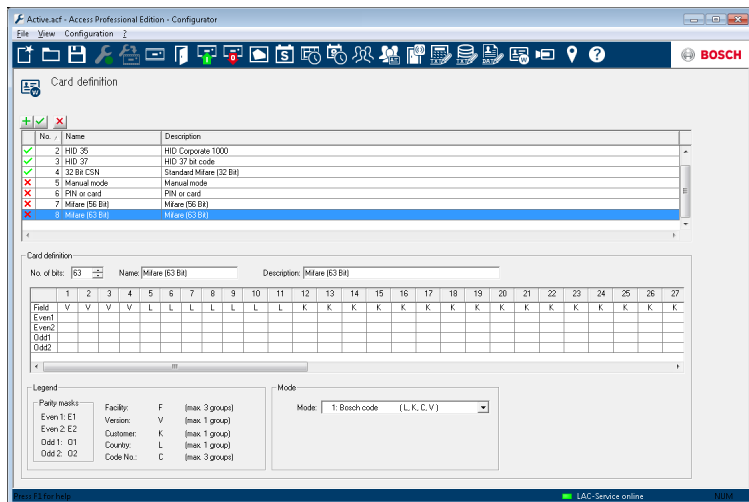 Active.acf - Access Professional Edition - Configurator
File View Configuration ?
BOSCH
Card definition
No. / Name Description
2 HID 35 HID Corporate 1000
3 HID 37 HID 37 bit code
4 32 Bit CSN Standard Mifare (32 Bit)
5 Manual mode Manual mode
6 PIN or card PIN or card
7 Mifare (56 Bit) Mifare (56 Bit)
8 Mifare (63 Bit) Mifare (63 Bit)
Card definition
No. of bits: 63 Name: Mifare (63 Bit) Description: Mifare (63 Bit)
1 2 3 4 5 6 7 8 9 10 11 12 13 14 15 16 17 18 19 20 21 22 23 24 25 26 27
Field V V V V L L L L L L L K K K K K K K K K K K K K K K K
Even1
Even2
Odd1
Odd2
Legend
Parity masks
Even 1: E1
Even 2: E2
Odd 1: O1
Odd 2: O2
Facility: F (max. 3 groups)
Version: V (max. 1 group)
Customer: K (max. 1 group)
Country: L (max. 1 group)
Code No.: C (max. 3 groups)
Mode
Mode: 1: Bosch code ( L, K, C, V )
Press F1 for help LAC-Service online NUM